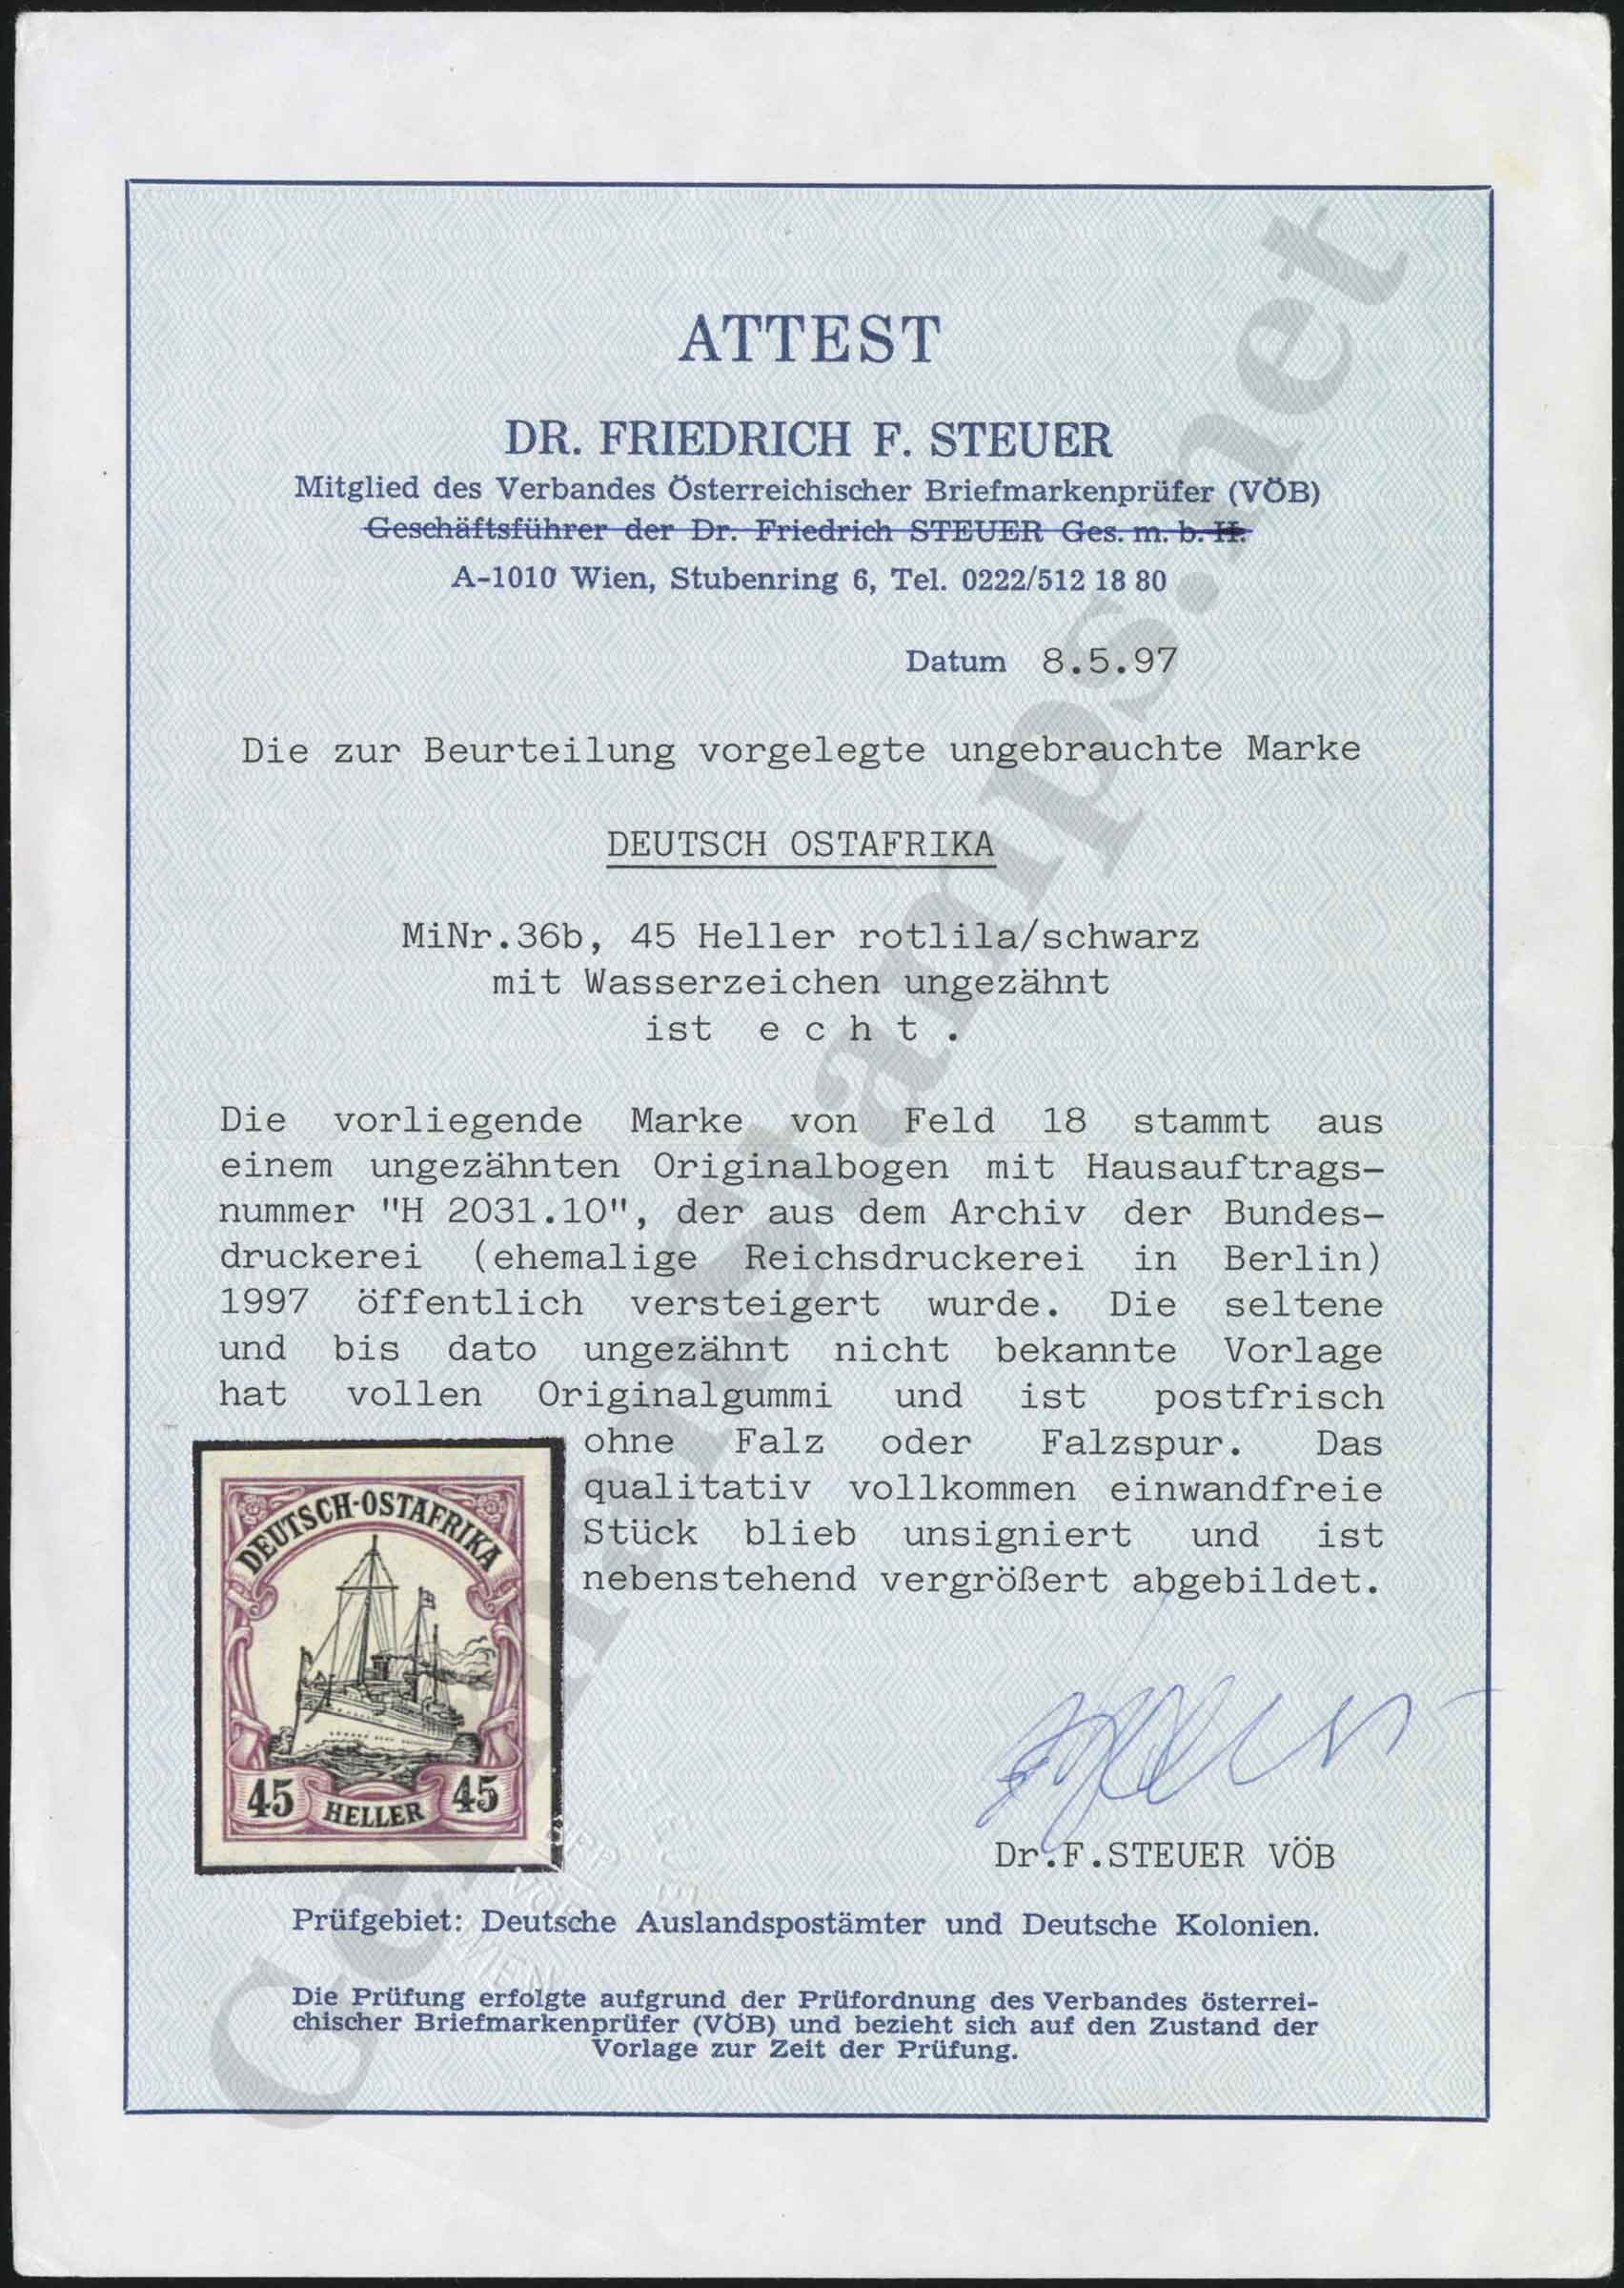 ATTEST
DR. FRIEDRICH F. STEUER
Mitglied des Verbandes Österreichischer Briefmarkenprüfer (VÖB)
Geschäftsführer der Dr. Friedrich STEUER Ges. m. b. H.
A-1010 Wien, Stubenring 6, Tel. 0222/512 18 80
Datum 8.5.97
Die zur Beurteilung vorgelegte ungebrauchte Marke
DEUTSCH OSTAFRIKA
MiNr.36b, 45 Heller rotlila/schwarz
mit Wasserzeichen ungezähnt
ist e c h t .
Die vorliegende Marke von Feld 18 stammt aus
einem ungezähnten Originalbogen mit Hausauftrags-
nummer "H 2031.10", der aus dem Archiv der Bundes-
druckerei (ehemalige Reichsdruckerei in Berlin)
1997 öffentlich versteigert wurde. Die seltene
und bis dato ungezähnt nicht bekannte Vorlage
hat vollen Originalgummi und ist postfrisch
ohne Falz oder Falzspur. Das
qualitativ vollkommen einwandfreie
Stück blieb unsigniert und ist
nebenstehend vergrößert abgebildet.
DEUTSCH-OSTAFRIKA
45 HELLER 45
Dr.F.STEUER VÖB
Prüfgebiet: Deutsche Auslandspostämter und Deutsche Kolonien.
Die Prüfung erfolgte aufgrund der Prüfordnung des Verbandes österrei-
chischer Briefmarkenprüfer (VÖB) und bezieht sich auf den Zustand der
Vorlage zur Zeit der Prüfung.
WIEN